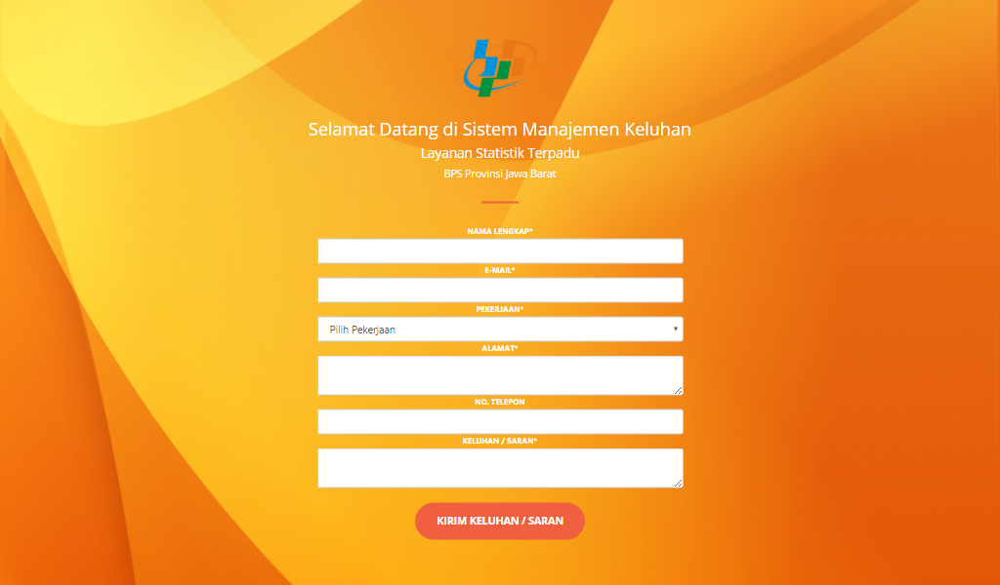 Selamat Datang di Sistem Manajemen Keluhan
Layanan Statistik Terpadu
BPS Provinsi Jawa Barat
NAMA LENGKAP*
E-MAIL*
PEKERJAAN*
Pilih Pekerjaan
ALAMAT*
NO. TELEPON
KELUHAN / SARAN*
KIRIM KELUHAN / SARAN